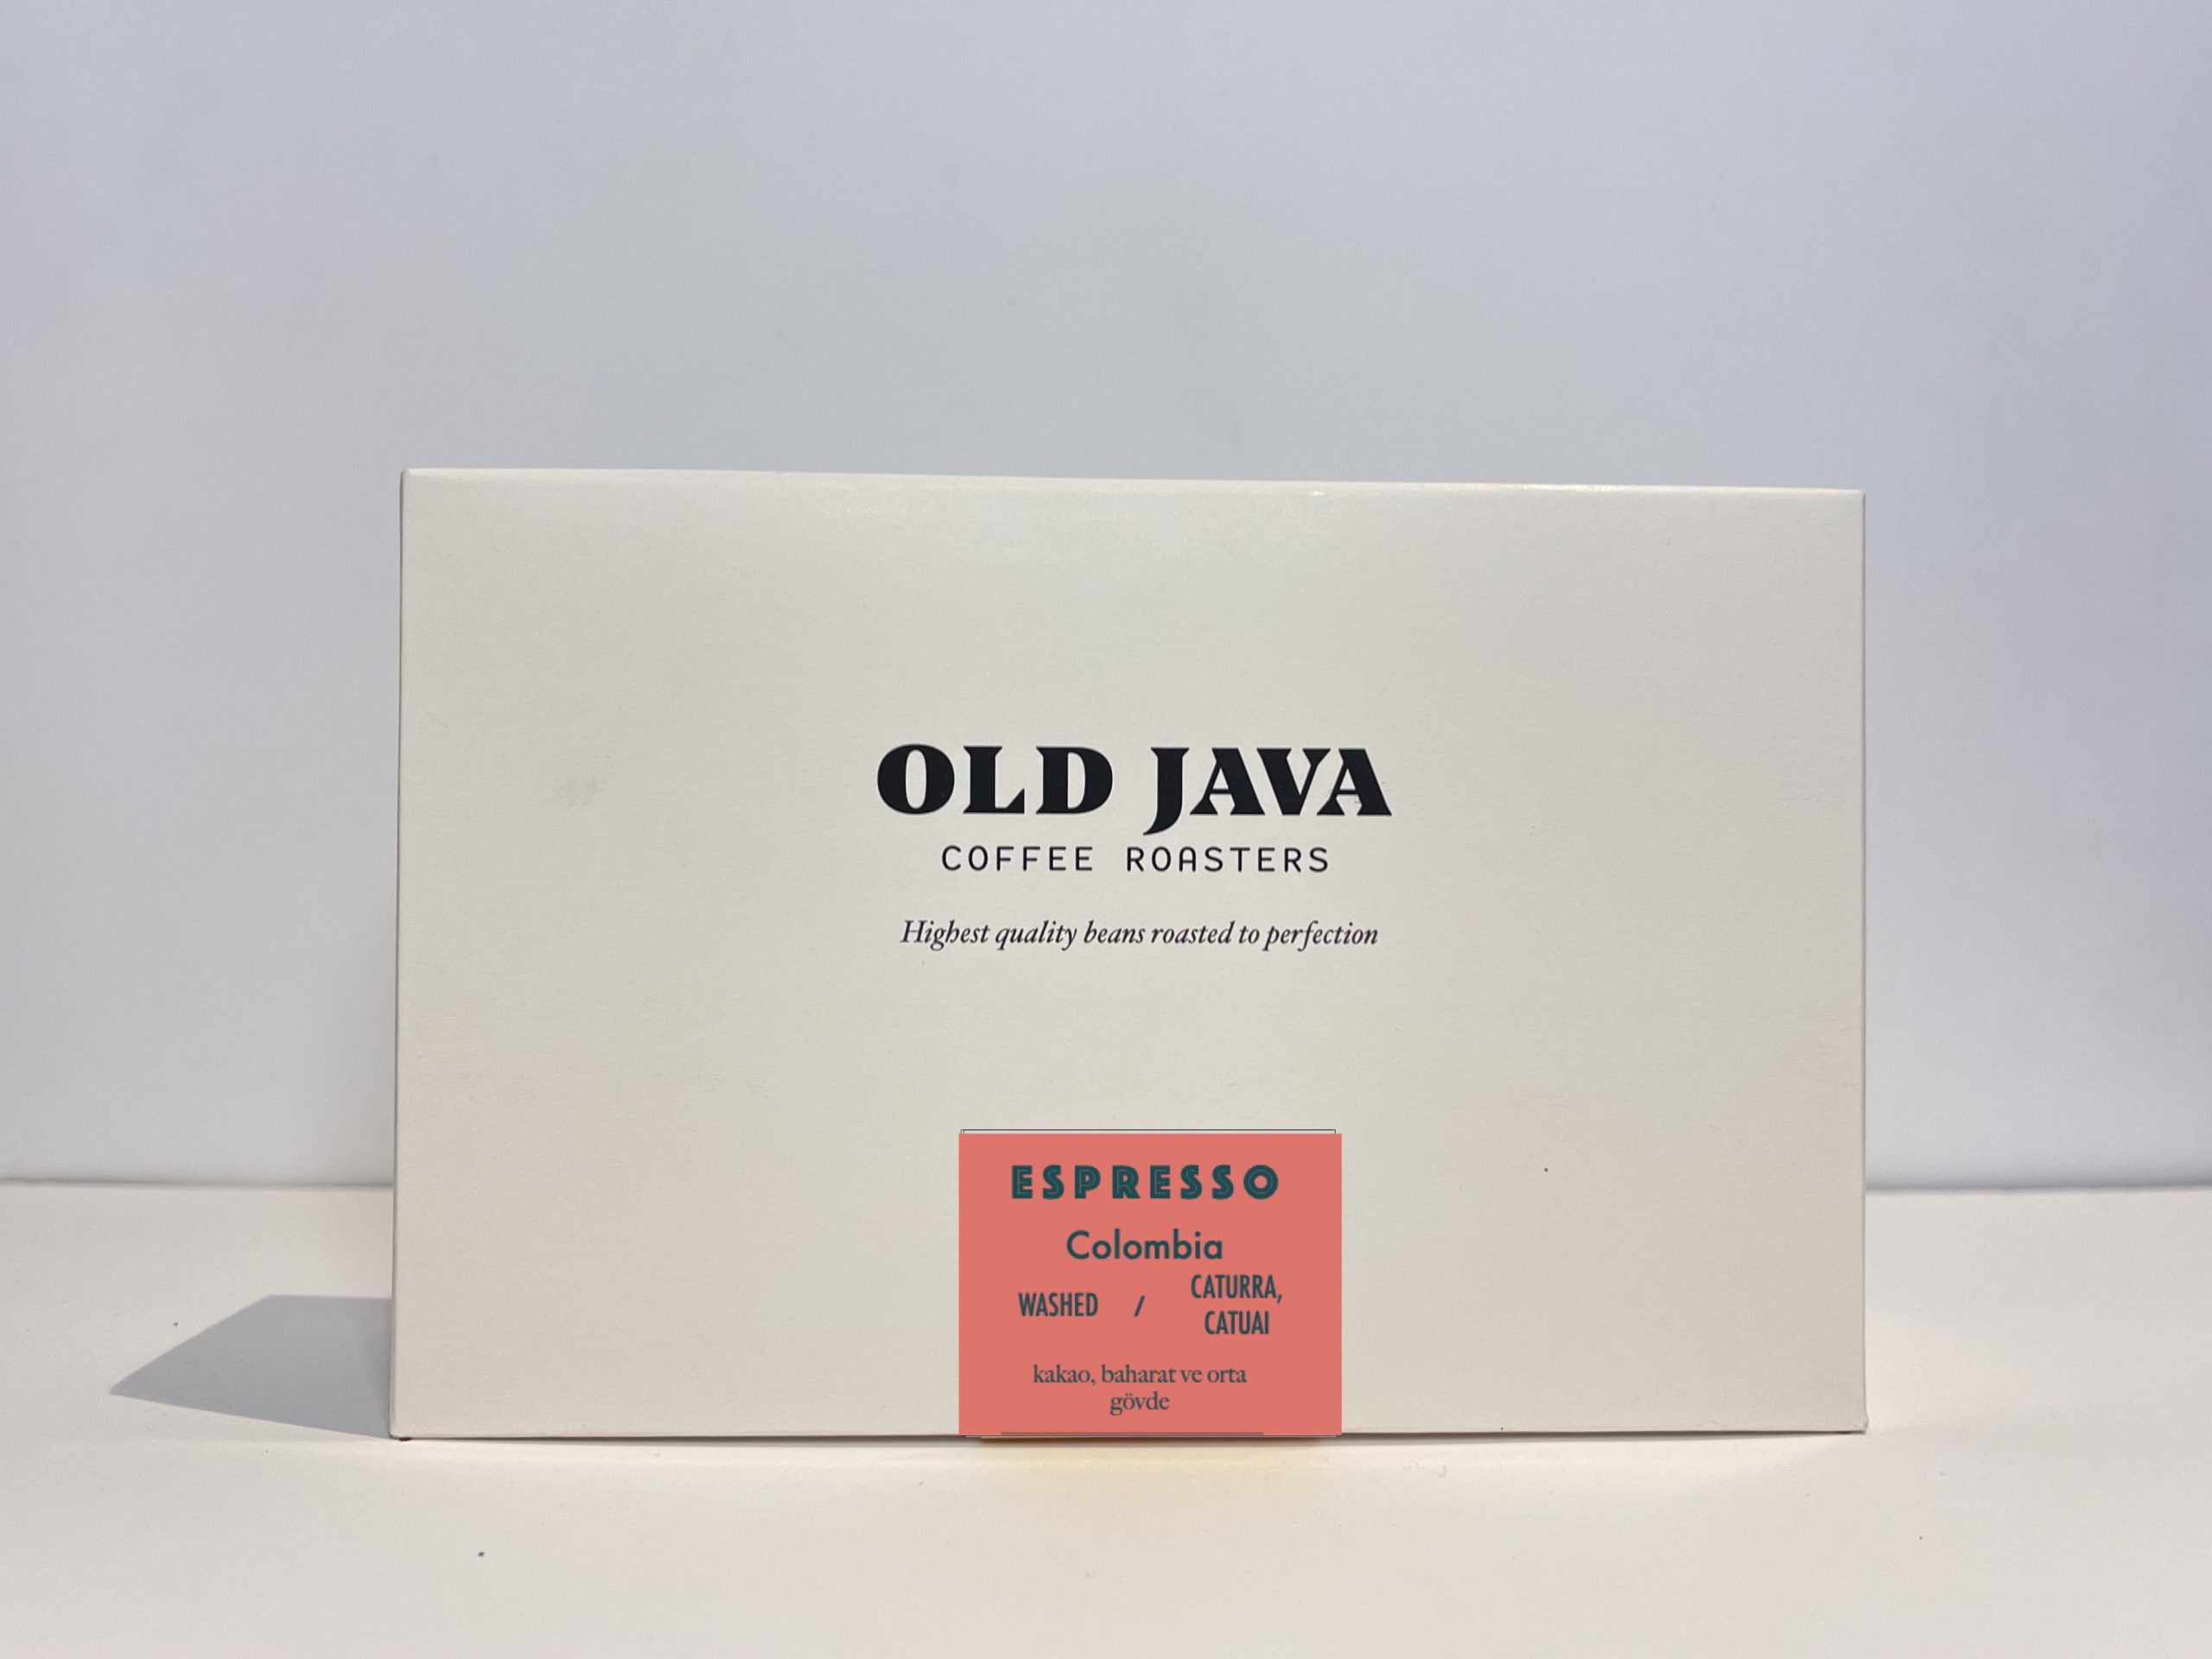 OLD JAVA
COFFEE ROASTERS
Highest quality beans roasted to perfection
ESPRESSO
Colombia
WASHED / CATURRA,
CATUAI
kakao, baharat ve orta
gövde